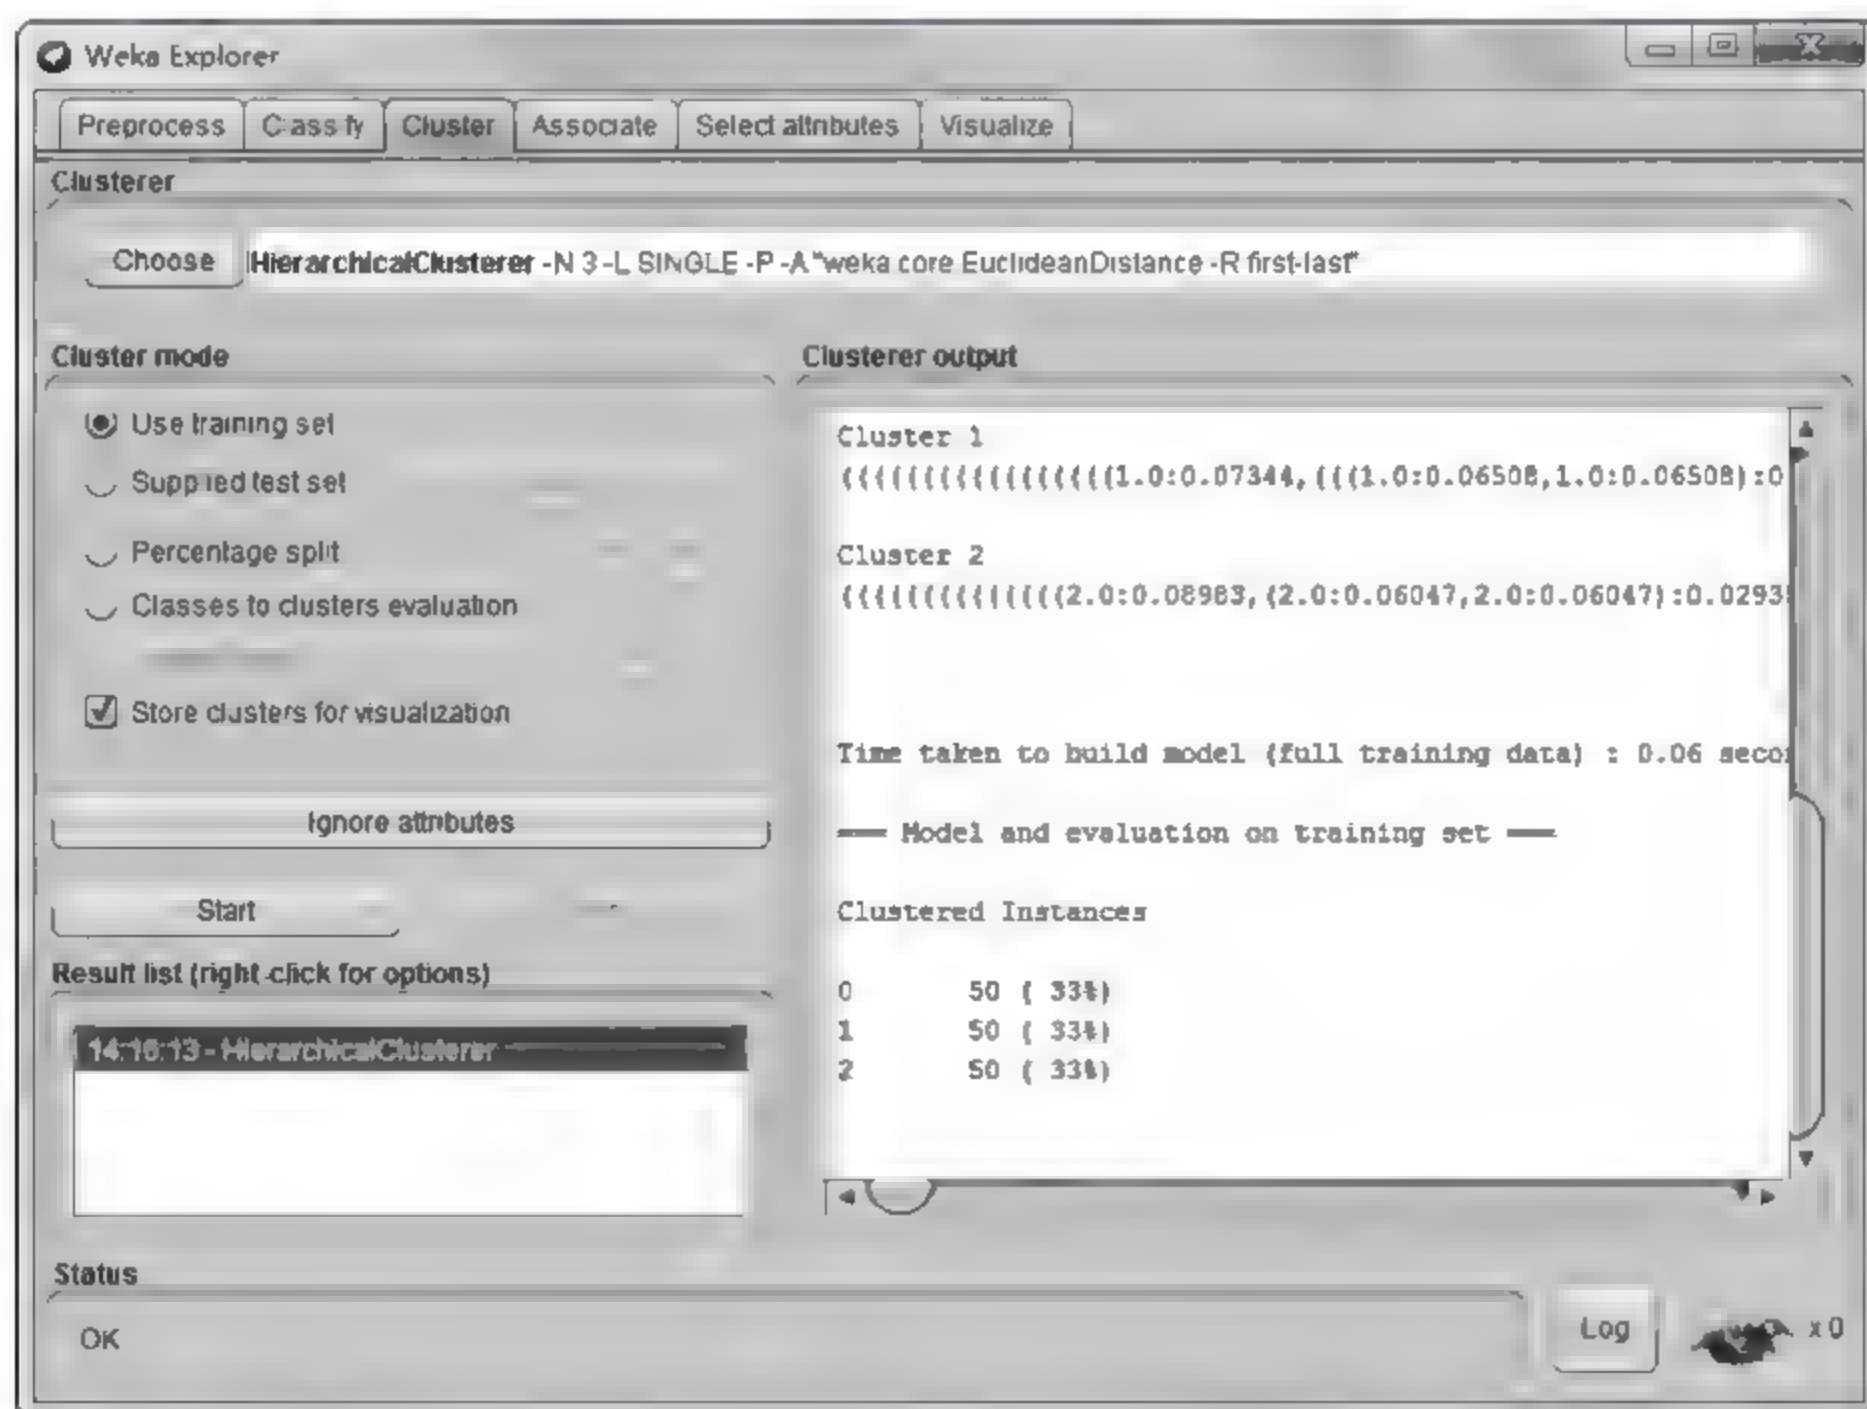 Weka Explorer
Preprocess Classify Cluster Associate Select attributes Visualize
Clusterer
Choose HierarchicalClusterer -N 3 -L SINGLE -P -A "weka core EuclideanDistance -R first-last"
Cluster mode
Use training set
Supplied test set
Percentage split
Classes to clusters evaluation
Store clusters for visualization
Ignore attributes
Start
Result list (right-click for options)
14:16:13 - HierarchicalClusterer
Clusterer output
Cluster 1
(((((((((((((((((1.0:0.07344,(((1.0:0.06508,1.0:0.06508):0
Cluster 2
((((((((((((((2.0:0.08983,(2.0:0.06047,2.0:0.06047):0.0293
Time taken to build model (full training data) : 0.06 seco
Model and evaluation on training set
Clustered Instances
0 50 ( 33%)
1 50 ( 33%)
2 50 ( 33%)
Status
OK
Log
x 0